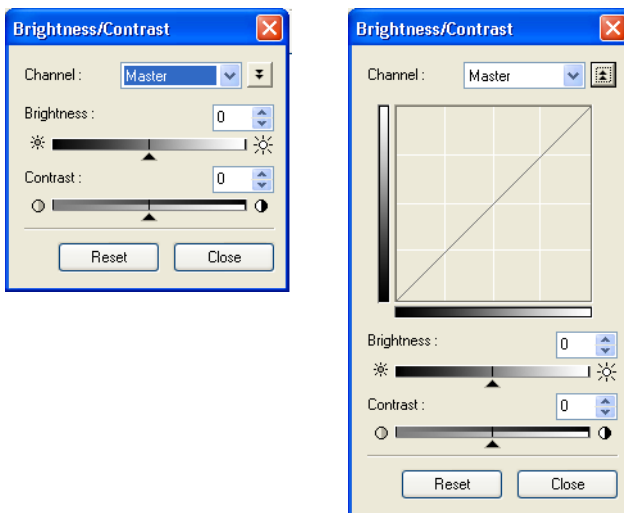 Brightness/Contrast
Channel : Master
Brightness : 0
Contrast : 0
Reset Close
Brightness/Contrast
Channel : Master
Brightness : 0
Contrast : 0
Reset Close